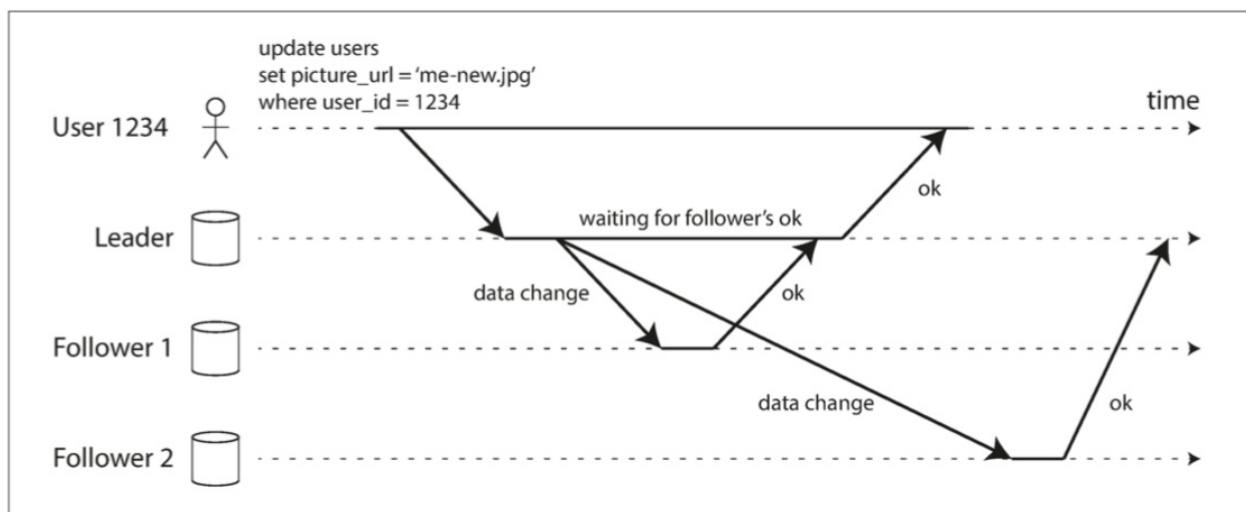 update users
set picture_url = ‘me-new.jpg’
where user_id = 1234
time
User 1234
ok
waiting for follower’s ok
Leader
data change
ok
Follower 1
data change
ok
Follower 2